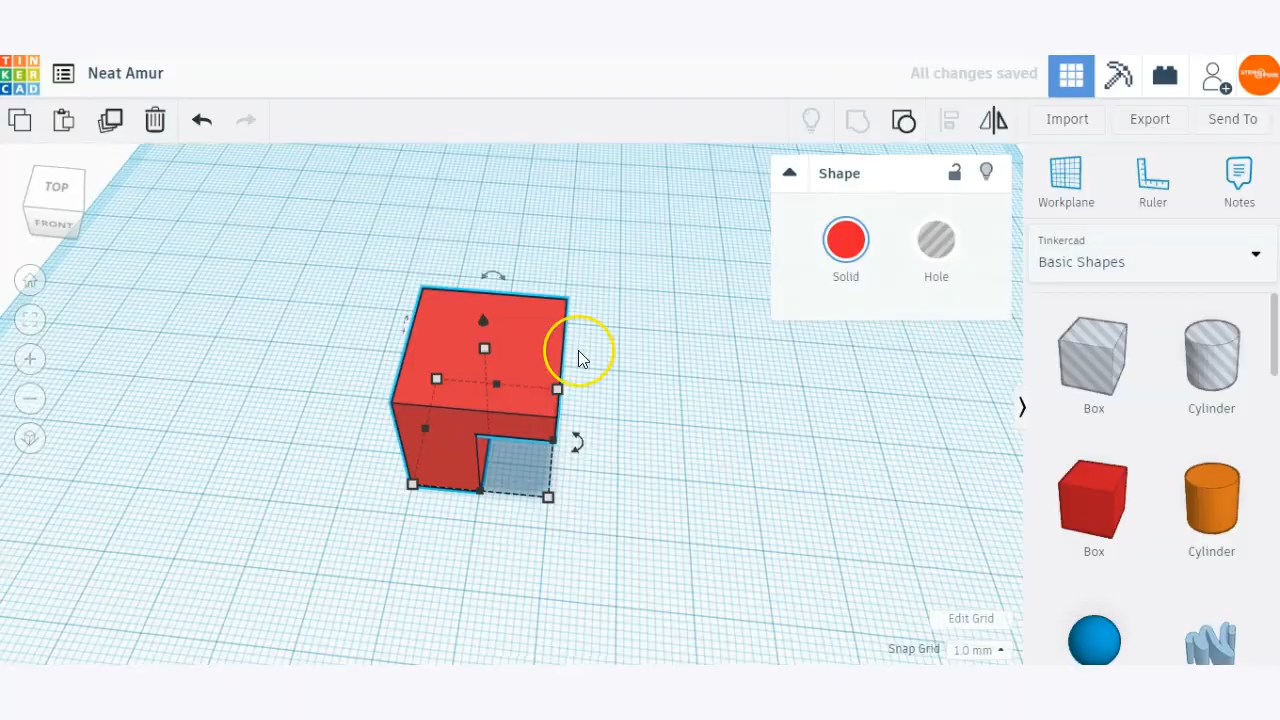 TIN
KER
CAD
Neat Amur
All changes saved
Import
Export
Send To
TOP
FRONT
Shape
Solid
Hole
Workplane
Ruler
Notes
Tinkercad
Basic Shapes
Box
Cylinder
Box
Cylinder
Edit Grid
Snap Grid
1.0 mm